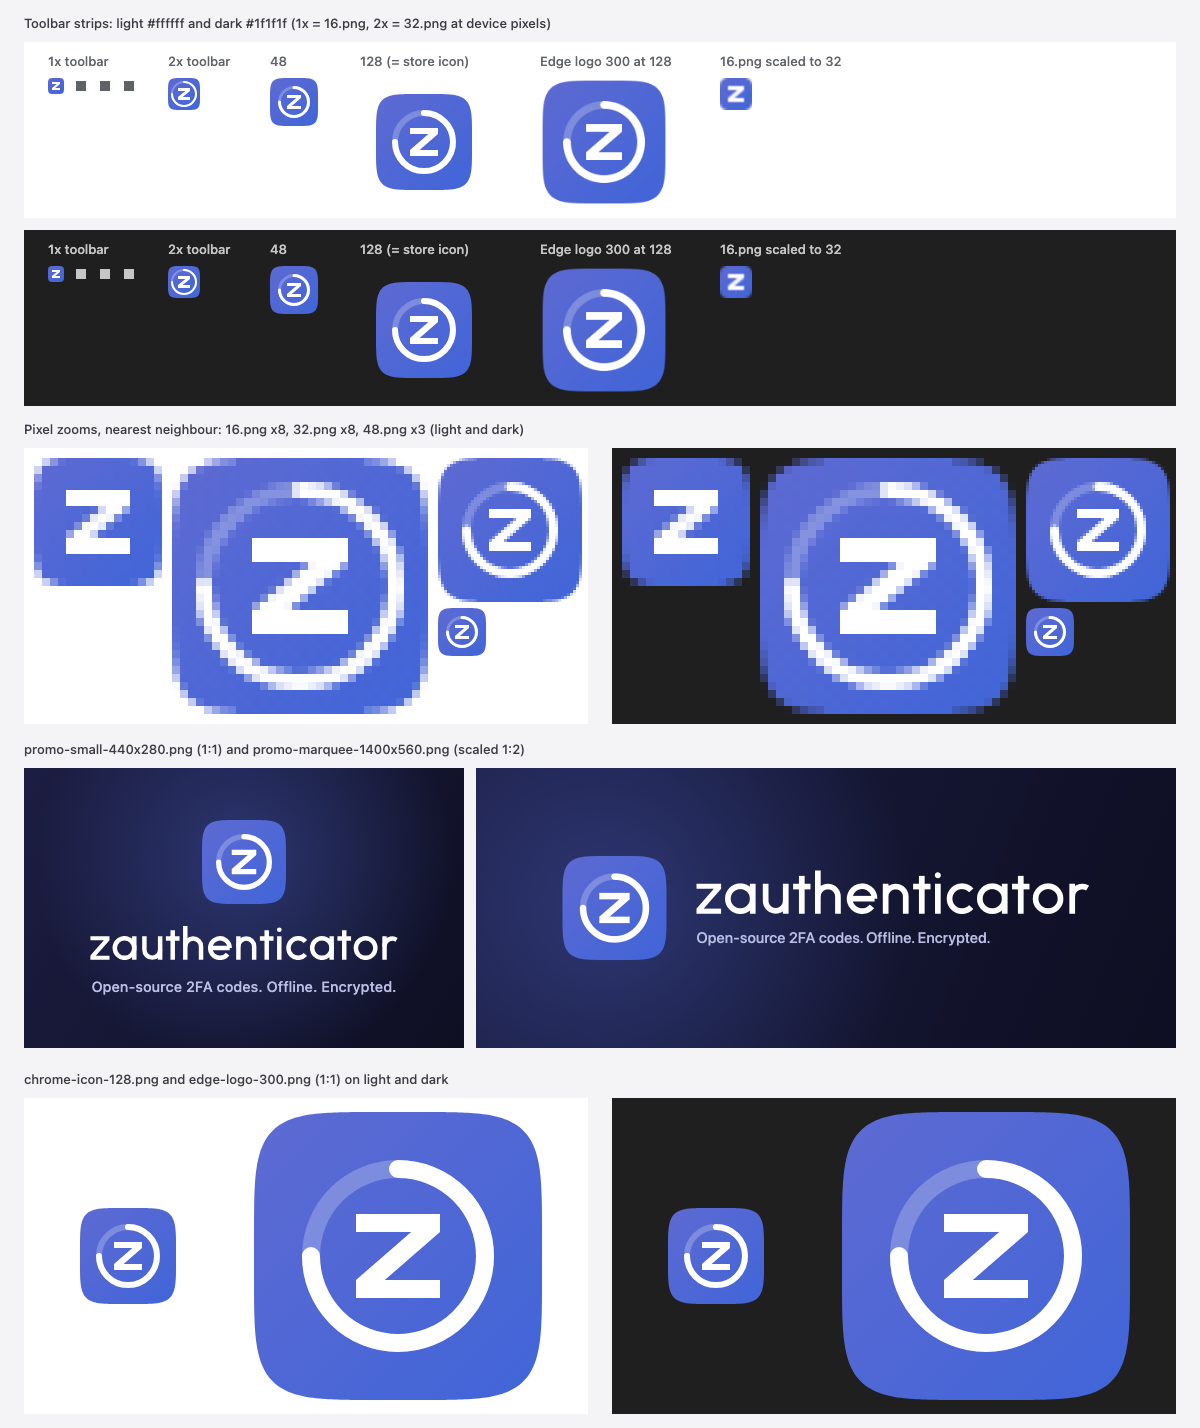 Toolbar strips: light #ffffff and dark #1f1f1f (1x = 16.png, 2x = 32.png at device pixels)
1x toolbar 2x toolbar 48 128 (= store icon) Edge logo 300 at 128 16.png scaled to 32
Z Z Z Z Z Z
1x toolbar 2x toolbar 48 128 (= store icon) Edge logo 300 at 128 16.png scaled to 32
Z Z Z Z Z Z
Pixel zooms, nearest neighbour: 16.png x8, 32.png x8, 48.png x3 (light and dark)
Z Z Z Z Z Z
Z Z
promo-small-440x280.png (1:1) and promo-marquee-1400x560.png (scaled 1:2)
Z
zauthenticator
Open-source 2FA codes. Offline. Encrypted.
Z
zauthenticator
Open-source 2FA codes. Offline. Encrypted.
chrome-icon-128.png and edge-logo-300.png (1:1) on light and dark
Z Z Z Z